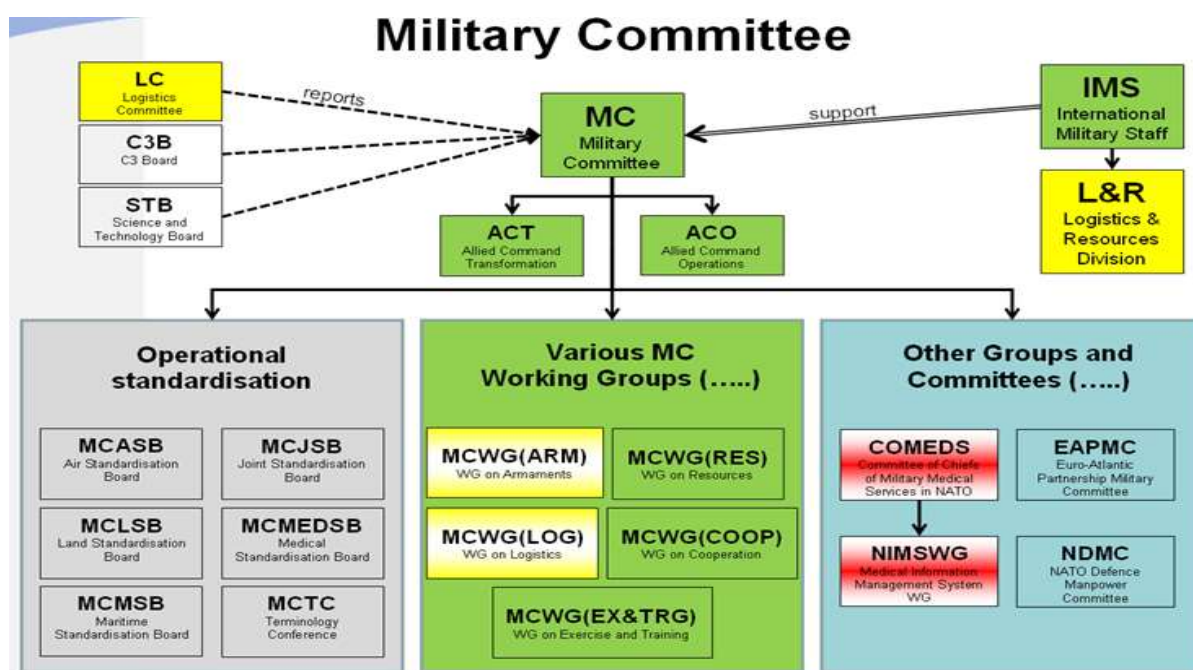 Military Committee
LC
Logistics
Committee
C3B
C3 Board
STB
Science and
Technology Board
reports
MC
Military
Committee
support
IMS
International
Military Staff
L&R
Logistics &
Resources
Division
ACT
Allied Command
Transformation
ACO
Allied Command
Operations
Operational
standardisation
MCASB
Air Standardisation
Board
MCJSB
Joint Standardisation
Board
MCLSB
Land Standardisation
Board
MCMEDSB
Medical
Standardisation Board
MCMSB
Maritime
Standardisation Board
MCTC
Terminology
Conference
Various MC
Working Groups (…..)
MCWG(ARM)
WG on Armaments
MCWG(RES)
WG on Resources
MCWG(LOG)
WG on Logistics
MCWG(COOP)
WG on Cooperation
MCWG(EX&TRG)
WG on Exercise and Training
Other Groups and
Committees (…..)
COMEDS
Committee of Chiefs
of Military Medical
Services in NATO
EAPMC
Euro-Atlantic
Partnership Military
Committee
NIMSWG
Medical Information
Management System
WG
NDMC
NATO Defence
Manpower
Committee